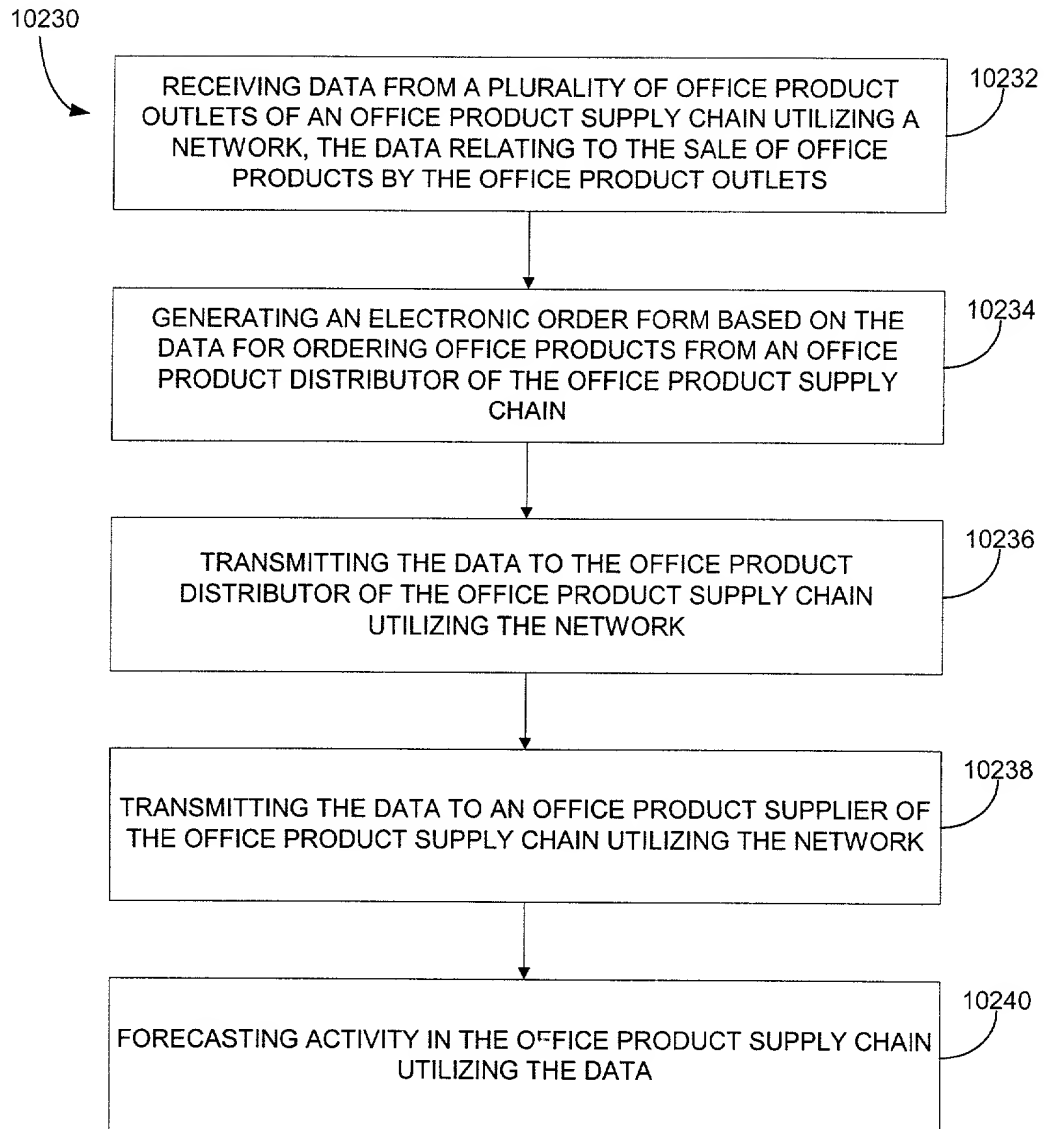 10230
10232
RECEIVING DATA FROM A PLURALITY OF OFFICE PRODUCT
OUTLETS OF AN OFFICE PRODUCT SUPPLY CHAIN UTILIZING A
NETWORK, THE DATA RELATING TO THE SALE OF OFFICE
PRODUCTS BY THE OFFICE PRODUCT OUTLETS
10234
GENERATING AN ELECTRONIC ORDER FORM BASED ON THE
DATA FOR ORDERING OFFICE PRODUCTS FROM AN OFFICE
PRODUCT DISTRIBUTOR OF THE OFFICE PRODUCT SUPPLY
CHAIN
10236
TRANSMITTING THE DATA TO THE OFFICE PRODUCT
DISTRIBUTOR OF THE OFFICE PRODUCT SUPPLY CHAIN
UTILIZING THE NETWORK
10238
TRANSMITTING THE DATA TO AN OFFICE PRODUCT SUPPLIER OF
THE OFFICE PRODUCT SUPPLY CHAIN UTILIZING THE NETWORK
10240
FORECASTING ACTIVITY IN THE OFFICE PRODUCT SUPPLY CHAIN
UTILIZING THE DATA